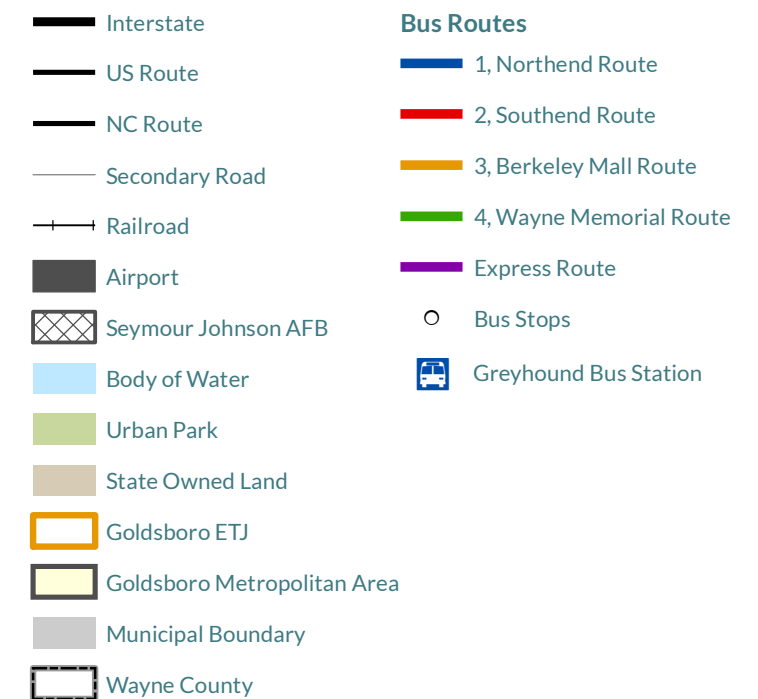 Interstate
US Route
NC Route
Secondary Road
Railroad
Airport
Seymour Johnson AFB
Body of Water
Urban Park
State Owned Land
Goldsboro ETJ
Goldsboro Metropolitan Area
Municipal Boundary
Wayne County
Bus Routes
1, Northend Route
2, Southend Route
3, Berkeley Mall Route
4, Wayne Memorial Route
Express Route
Bus Stops
Greyhound Bus Station